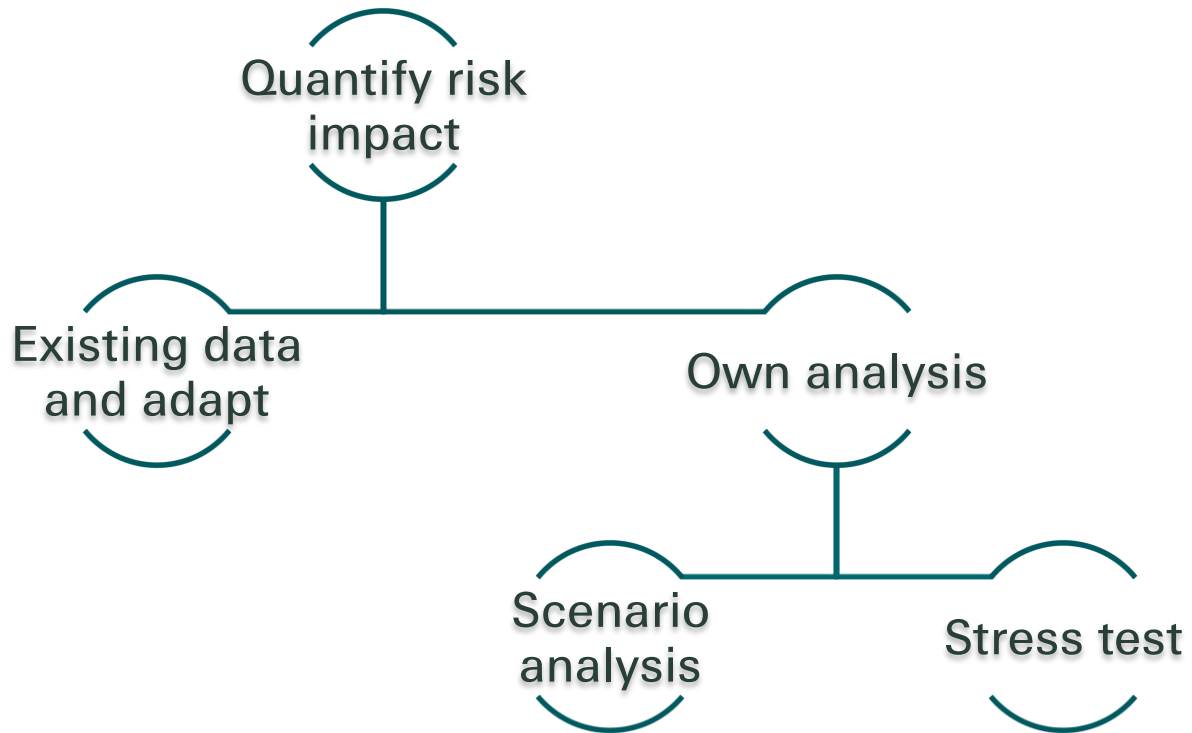 Quantify risk
impact
Existing data
and adapt
Own analysis
Scenario
analysis
Stress test